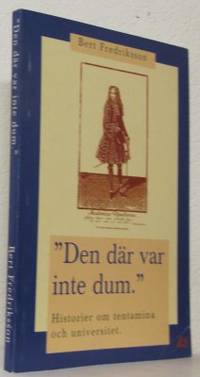 "Den där var inte dum."
Bert Fredriksson
Bert Fredriksson
"Den där var
inte dum."
Historier om tentamina
och universitet.